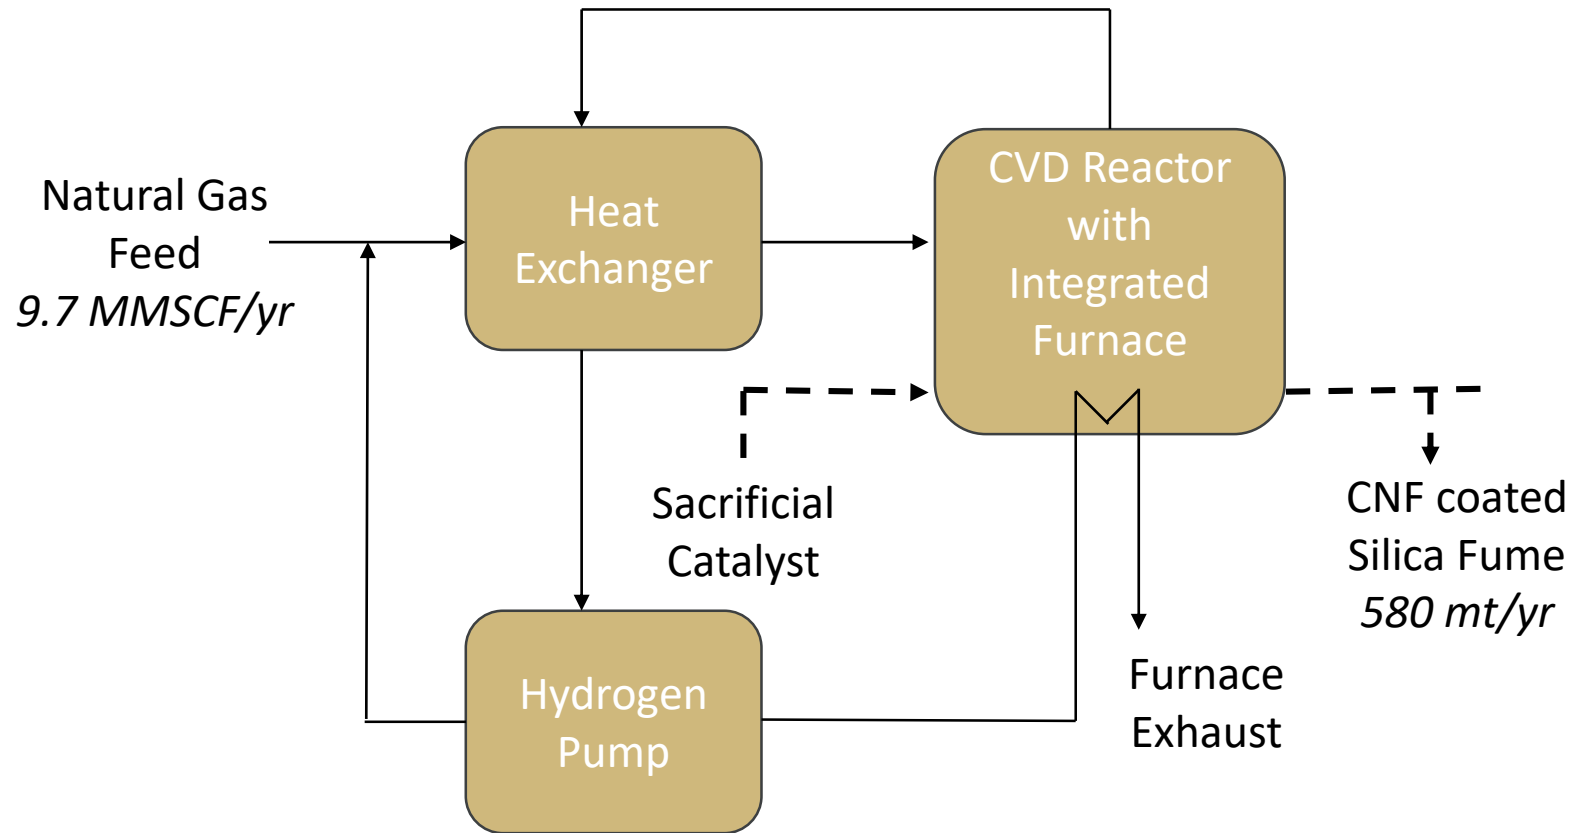 Natural Gas
Feed
9.7 MMSCF/yr
Heat
Exchanger
CVD Reactor
with
Integrated
Furnace
Sacrificial
Catalyst
CNF coated
Silica Fume
580 mt/yr
Hydrogen
Pump
Furnace
Exhaust